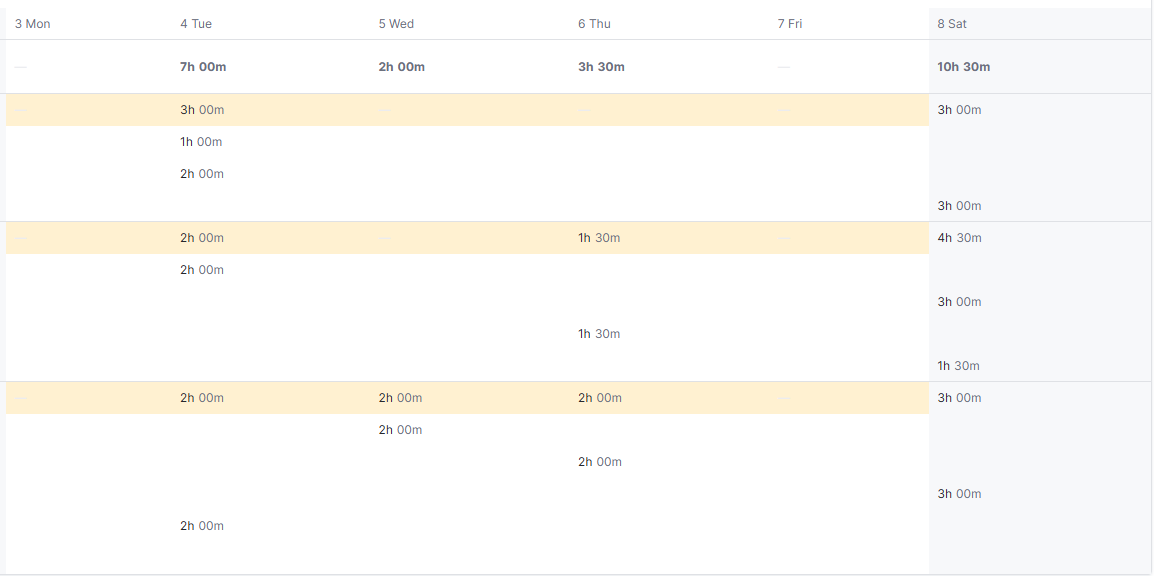 3 Mon 4 Tue 5 Wed 6 Thu 7 Fri 8 Sat
— 7h 00m 2h 00m 3h 30m — 10h 30m
— 3h 00m — — — 3h 00m
1h 00m
2h 00m
3h 00m
— 2h 00m — 1h 30m — 4h 30m
2h 00m
3h 00m
1h 30m
1h 30m
— 2h 00m 2h 00m 2h 00m — 3h 00m
2h 00m
2h 00m
3h 00m
2h 00m